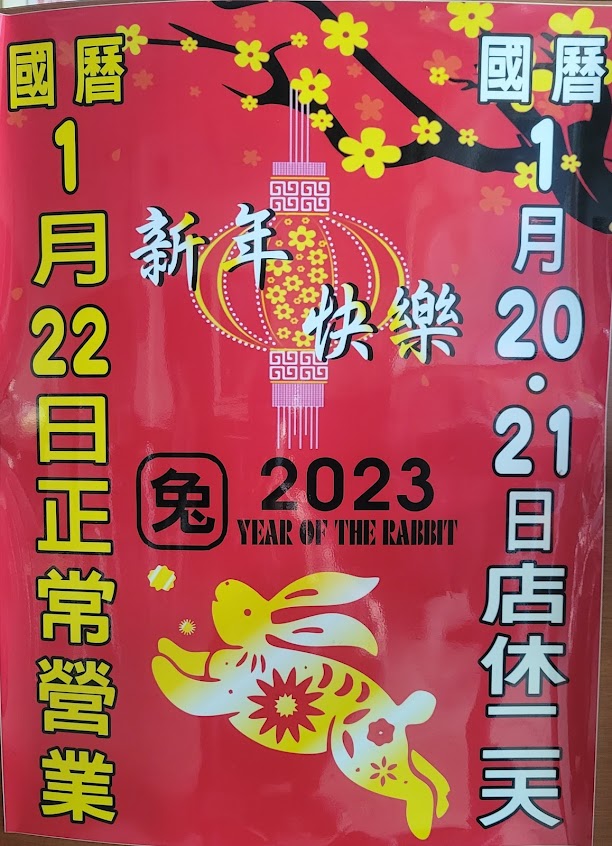 國曆1月20·21日店休二天
新年
快樂
兔
2023
YEAR OF THE RABBIT
國曆1月22日正常營業